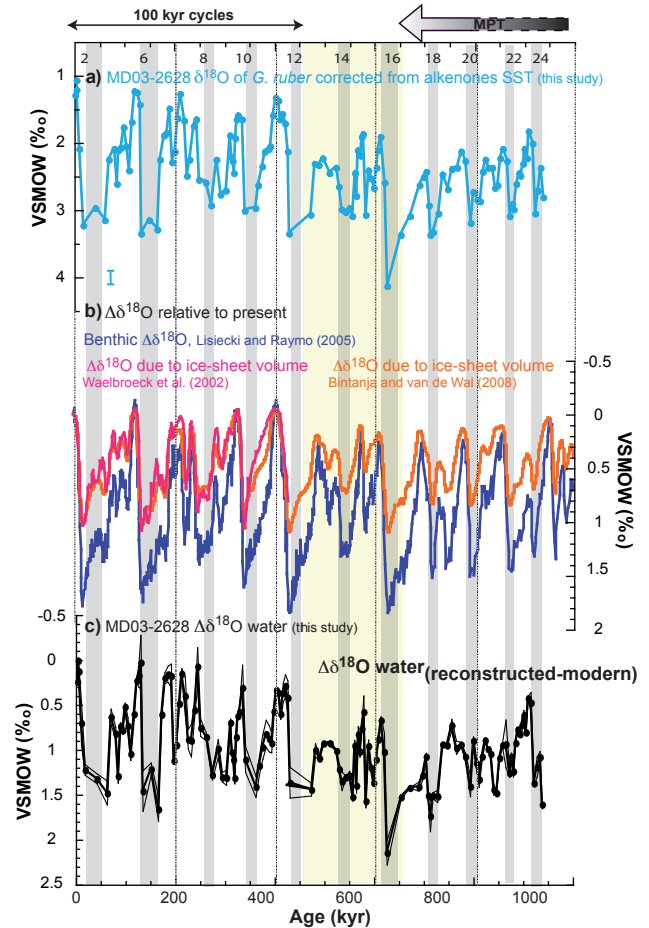 100 kyr cycles
MPT
2 4 6 8 10 12 14 16 18 20 22 24
a) MD03-2628 δ¹⁸O of G. ruber corrected from alkenones SST (this study)
1
2
3
4
VSMOW (‰)
b) Δδ¹⁸O relative to present
Benthic Δδ¹⁸O, Lisiecki and Raymo (2005)
Δδ¹⁸O due to ice-sheet volume
Waelbroeck et al. (2002)
Δδ¹⁸O due to ice-sheet volume
Bintanja and van de Wal (2008)
-0.5
0
0.5
1
1.5
2
VSMOW (‰)
c) MD03-2628 Δδ¹⁸O water (this study)
Δδ¹⁸O water (reconstructed-modern)
-0.5
0
0.5
1
1.5
2
2.5
VSMOW (‰)
0 200 400 600 800 1000
Age (kyr)